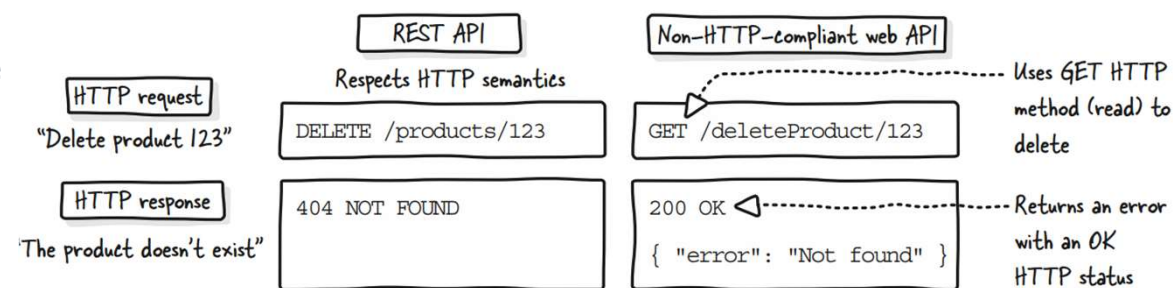 REST API
Non-HTTP-compliant web API
Respects HTTP semantics
HTTP request
"Delete product 123"
DELETE /products/123
GET /deleteProduct/123
Uses GET HTTP
method (read) to
delete
HTTP response
"The product doesn't exist"
404 NOT FOUND
200 OK
{ "error": "Not found" }
Returns an error
with an OK
HTTP status